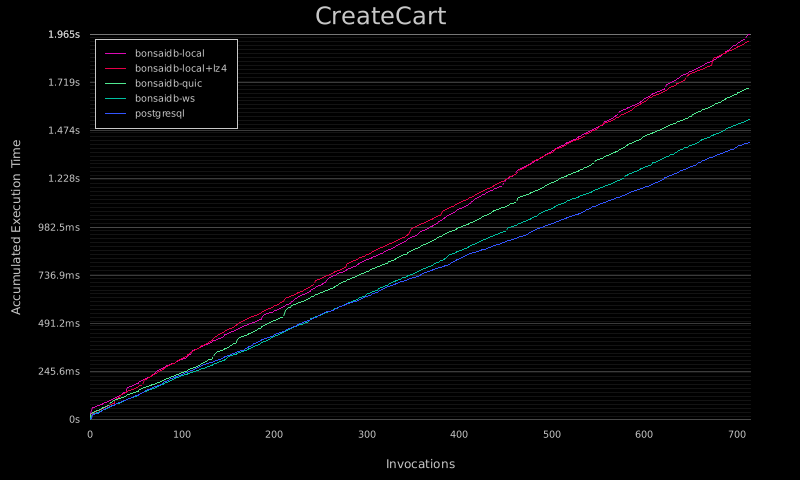 CreateCart
1.965s
1.719s
1.474s
1.228s
982.5ms
736.9ms
491.2ms
245.6ms
0s
Accumulated Execution Time
bonsaidb-local
bonsaidb-local+lz4
bonsaidb-quic
bonsaidb-ws
postgresql
0 100 200 300 400 500 600 700
Invocations